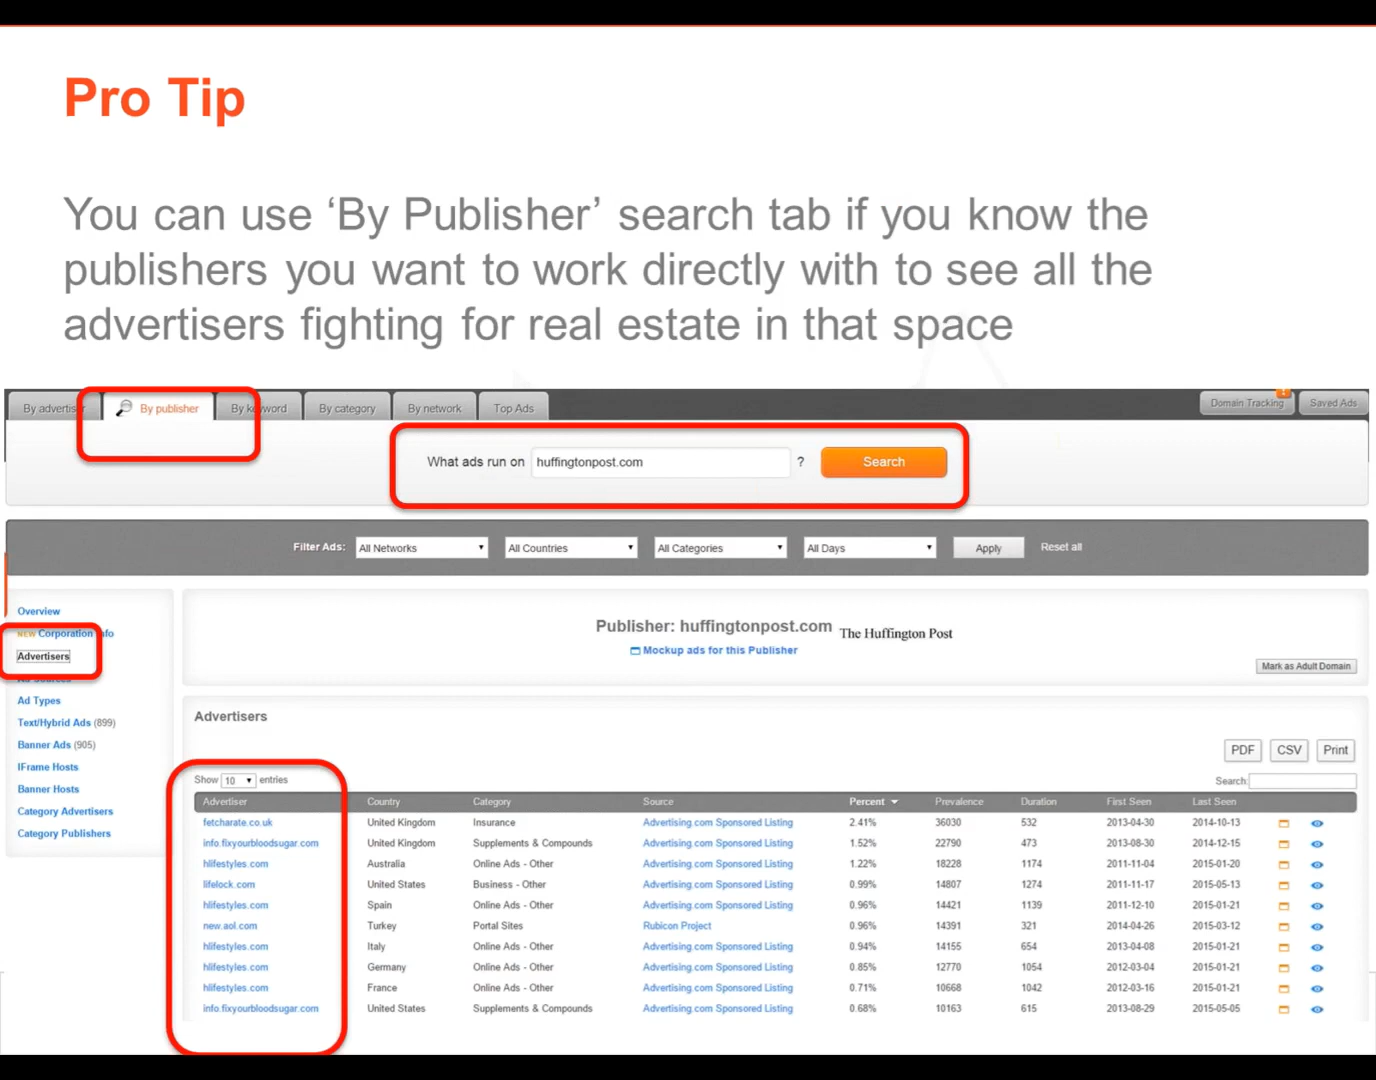 Pro Tip
You can use ‘By Publisher’ search tab if you know the
publishers you want to work directly with to see all the
advertisers fighting for real estate in that space
By advertiser By publisher By keyword By category By network Top Ads Domain Tracking 1 Saved Ads
What ads run on huffingtonpost.com ? Search
Filter Ads: All Networks All Countries All Categories All Days Apply Reset all
Overview
NEW Corporation Info
Advertisers
Ad Sources
Ad Types
Text/Hybrid Ads (899)
Banner Ads (905)
IFrame Hosts
Banner Hosts
Category Advertisers
Category Publishers
Publisher: huffingtonpost.com The Huffington Post
Mockup ads for this Publisher
Mark as Adult Domain
Advertisers
PDF CSV Print
Show 10 entries Search:
Advertiser Country Category Source Percent Prevalence Duration First Seen Last Seen
fetcharate.co.uk United Kingdom Insurance Advertising.com Sponsored Listing 2.41% 36030 532 2013-04-30 2014-10-13
info.fixyourbloodsugar.com United Kingdom Supplements & Compounds Advertising.com Sponsored Listing 1.52% 22790 473 2013-08-30 2014-12-15
hlifestyles.com Australia Online Ads - Other Advertising.com Sponsored Listing 1.22% 18228 1174 2011-11-04 2015-01-20
lifelock.com United States Business - Other Advertising.com Sponsored Listing 0.99% 14807 1274 2011-11-17 2015-05-13
hlifestyles.com Spain Online Ads - Other Advertising.com Sponsored Listing 0.96% 14421 1139 2011-12-10 2015-01-21
new.aol.com Turkey Portal Sites Rubicon Project 0.96% 14391 321 2014-04-26 2015-03-12
hlifestyles.com Italy Online Ads - Other Advertising.com Sponsored Listing 0.94% 14155 654 2013-04-08 2015-01-21
hlifestyles.com Germany Online Ads - Other Advertising.com Sponsored Listing 0.85% 12770 1054 2012-03-04 2015-01-21
hlifestyles.com France Online Ads - Other Advertising.com Sponsored Listing 0.71% 10668 1042 2012-03-16 2015-01-21
info.fixyourbloodsugar.com United States Supplements & Compounds Advertising.com Sponsored Listing 0.68% 10163 615 2013-08-29 2015-05-05